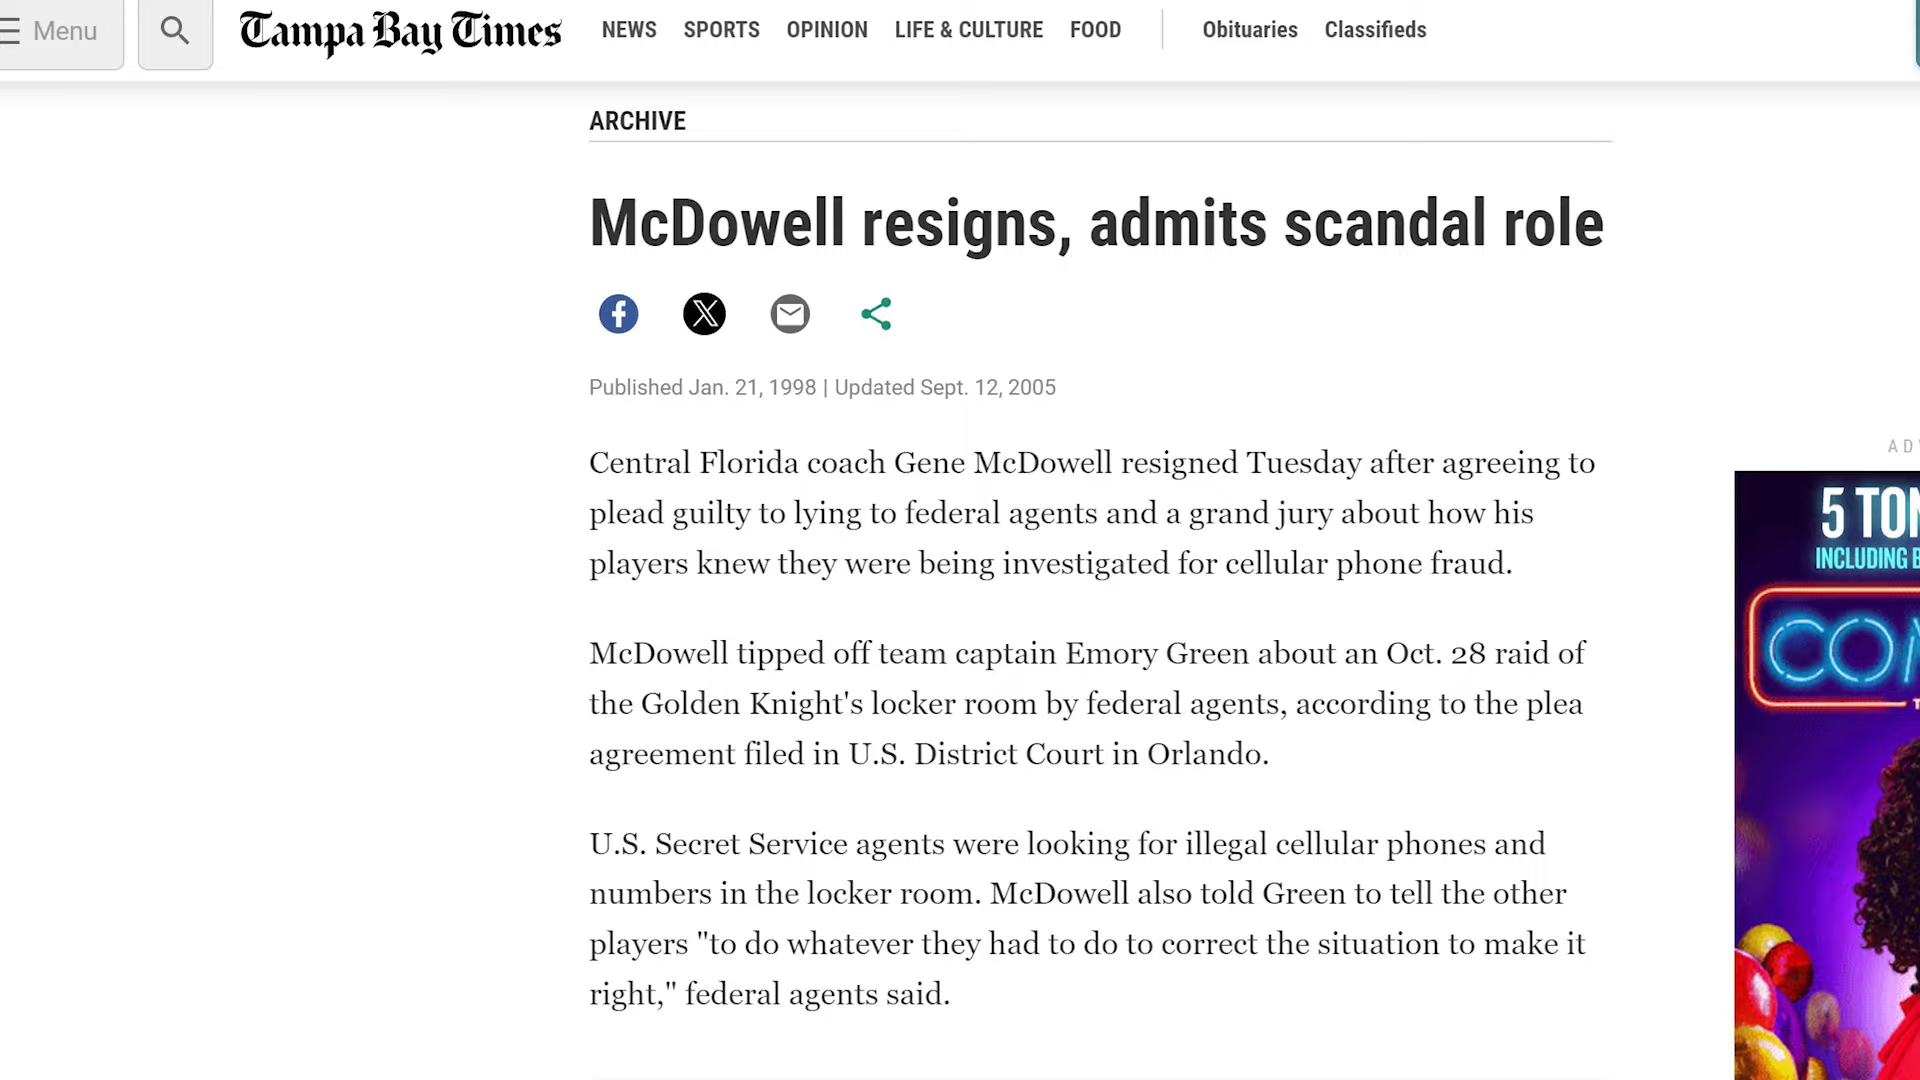 Menu
Tampa Bay Times
NEWS SPORTS OPINION LIFE & CULTURE FOOD Obituaries Classifieds
ARCHIVE
McDowell resigns, admits scandal role
Published Jan. 21, 1998 | Updated Sept. 12, 2005
Central Florida coach Gene McDowell resigned Tuesday after agreeing to
plead guilty to lying to federal agents and a grand jury about how his
players knew they were being investigated for cellular phone fraud.
McDowell tipped off team captain Emory Green about an Oct. 28 raid of
the Golden Knight's locker room by federal agents, according to the plea
agreement filed in U.S. District Court in Orlando.
U.S. Secret Service agents were looking for illegal cellular phones and
numbers in the locker room. McDowell also told Green to tell the other
players "to do whatever they had to do to correct the situation to make it
right," federal agents said.
5
INCLUDING